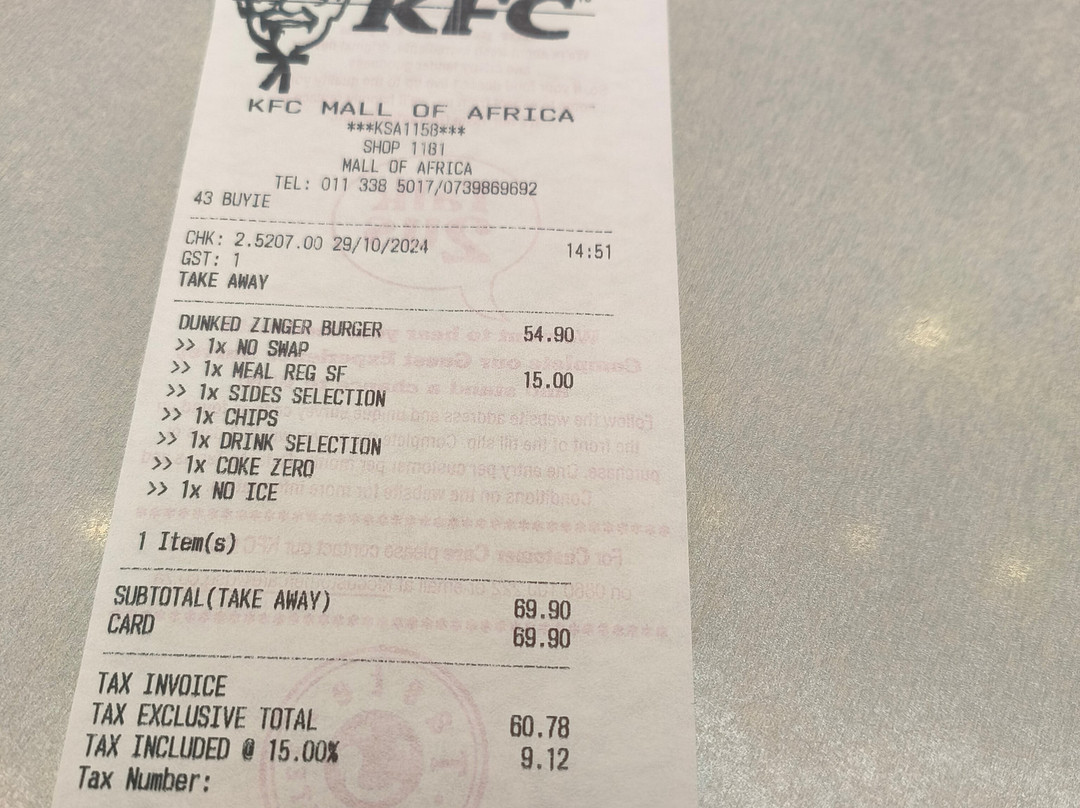 KFC
KFC MALL OF AFRICA
***KSA1158***
SHOP 1181
MALL OF AFRICA
TEL: 011 338 5017/0739869692
43 BUYIE
CHK: 2.5207.00 29/10/2024 14:51
GST: 1
TAKE AWAY
DUNKED ZINGER BURGER 54.90
>> 1x NO SWAP
>> 1x MEAL REG SF 15.00
>> 1x SIDES SELECTION
>> 1x CHIPS
>> 1x DRINK SELECTION
>> 1x COKE ZERO
>> 1x NO ICE
1 Item(s)
SUBTOTAL(TAKE AWAY) 69.90
CARD 69.90
TAX INVOICE
TAX EXCLUSIVE TOTAL 60.78
TAX INCLUDED @ 15.00% 9.12
Tax Number: